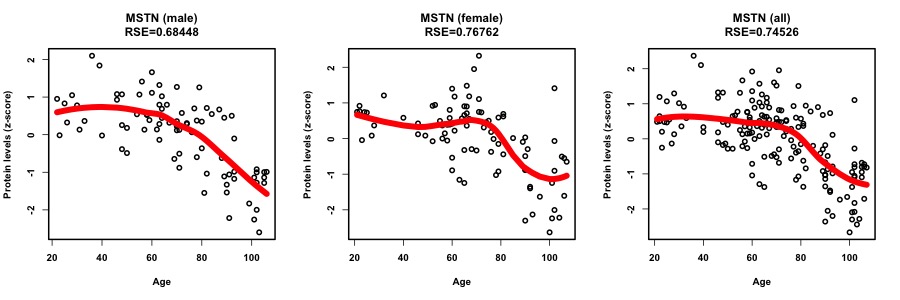 MSTN (male)
RSE=0.68448
Protein levels (z-score)
2
1
0
-1
-2
20
40
60
80
100
Age
MSTN (female)
RSE=0.76762
Protein levels (z-score)
2
1
0
-1
-2
20
40
60
80
100
Age
MSTN (all)
RSE=0.74526
Protein levels (z-score)
2
1
0
-1
-2
20
40
60
80
100
Age